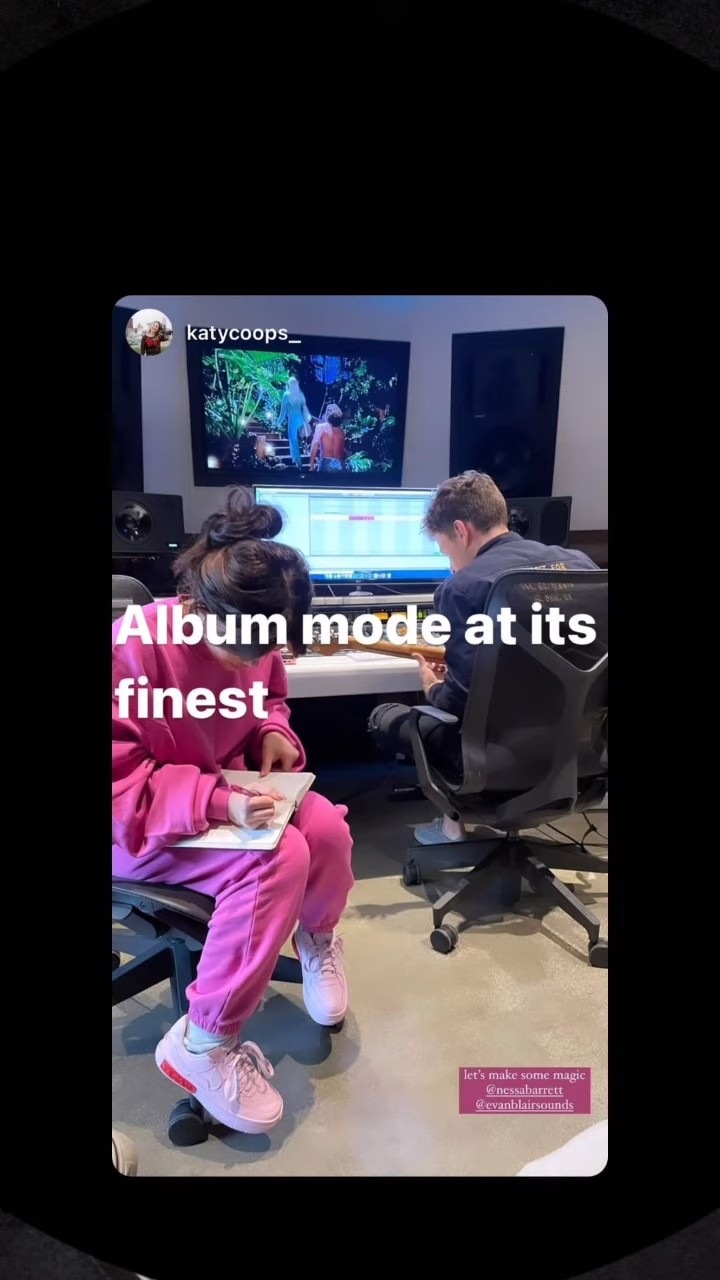 katycoops_
Album mode at its
finest
let's make some magic
@nessabarrett
@evanblairsounds